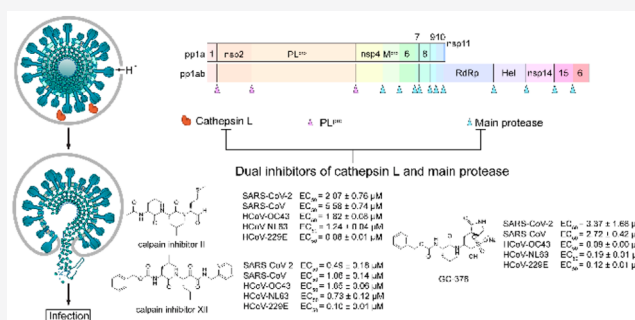 7 9 10
nsp11
pp1a 1 nsp2 PLpro nsp4 Mpro 6 8
pp1ab RdRp Hel nsp14 15 6
H+
Cathepsin L PLpro Main protease
Dual inhibitors of cathepsin L and main protease
SARS-CoV-2 EC50 = 2.07 ± 0.76 µM
SARS-CoV EC50 = 5.58 ± 0.74 µM
HCoV-OC43 EC50 = 1.82 ± 0.08 µM
HCoV NL63 EC50 = 1.24 ± 0.04 µM
HCoV-229E EC50 = 0.08 ± 0.01 µM
calpain inhibitor II
SARS-CoV-2 EC50 = 3.37 ± 1.68 µM
SARS CoV EC50 = 2.72 ± 0.42 µM
HCoV-OC43 EC50 = 0.09 ± 0.00 µM
HCoV-NL63 EC50 = 0.19 ± 0.01 µM
HCoV-229E EC50 = 0.12 ± 0.01 µM
GC-376
SARS CoV 2 EC50 = 0.49 ± 0.18 µM
SARS-CoV EC50 = ± 0.14 µM
HCoV-OC43 EC50 = ± 0.06 µM
HCoV-NL63 EC50 = 0.73 ± 0.12 µM
HCoV-229E EC50 = 0.10 ± 0.01 µM
calpain inhibitor XII
Infection